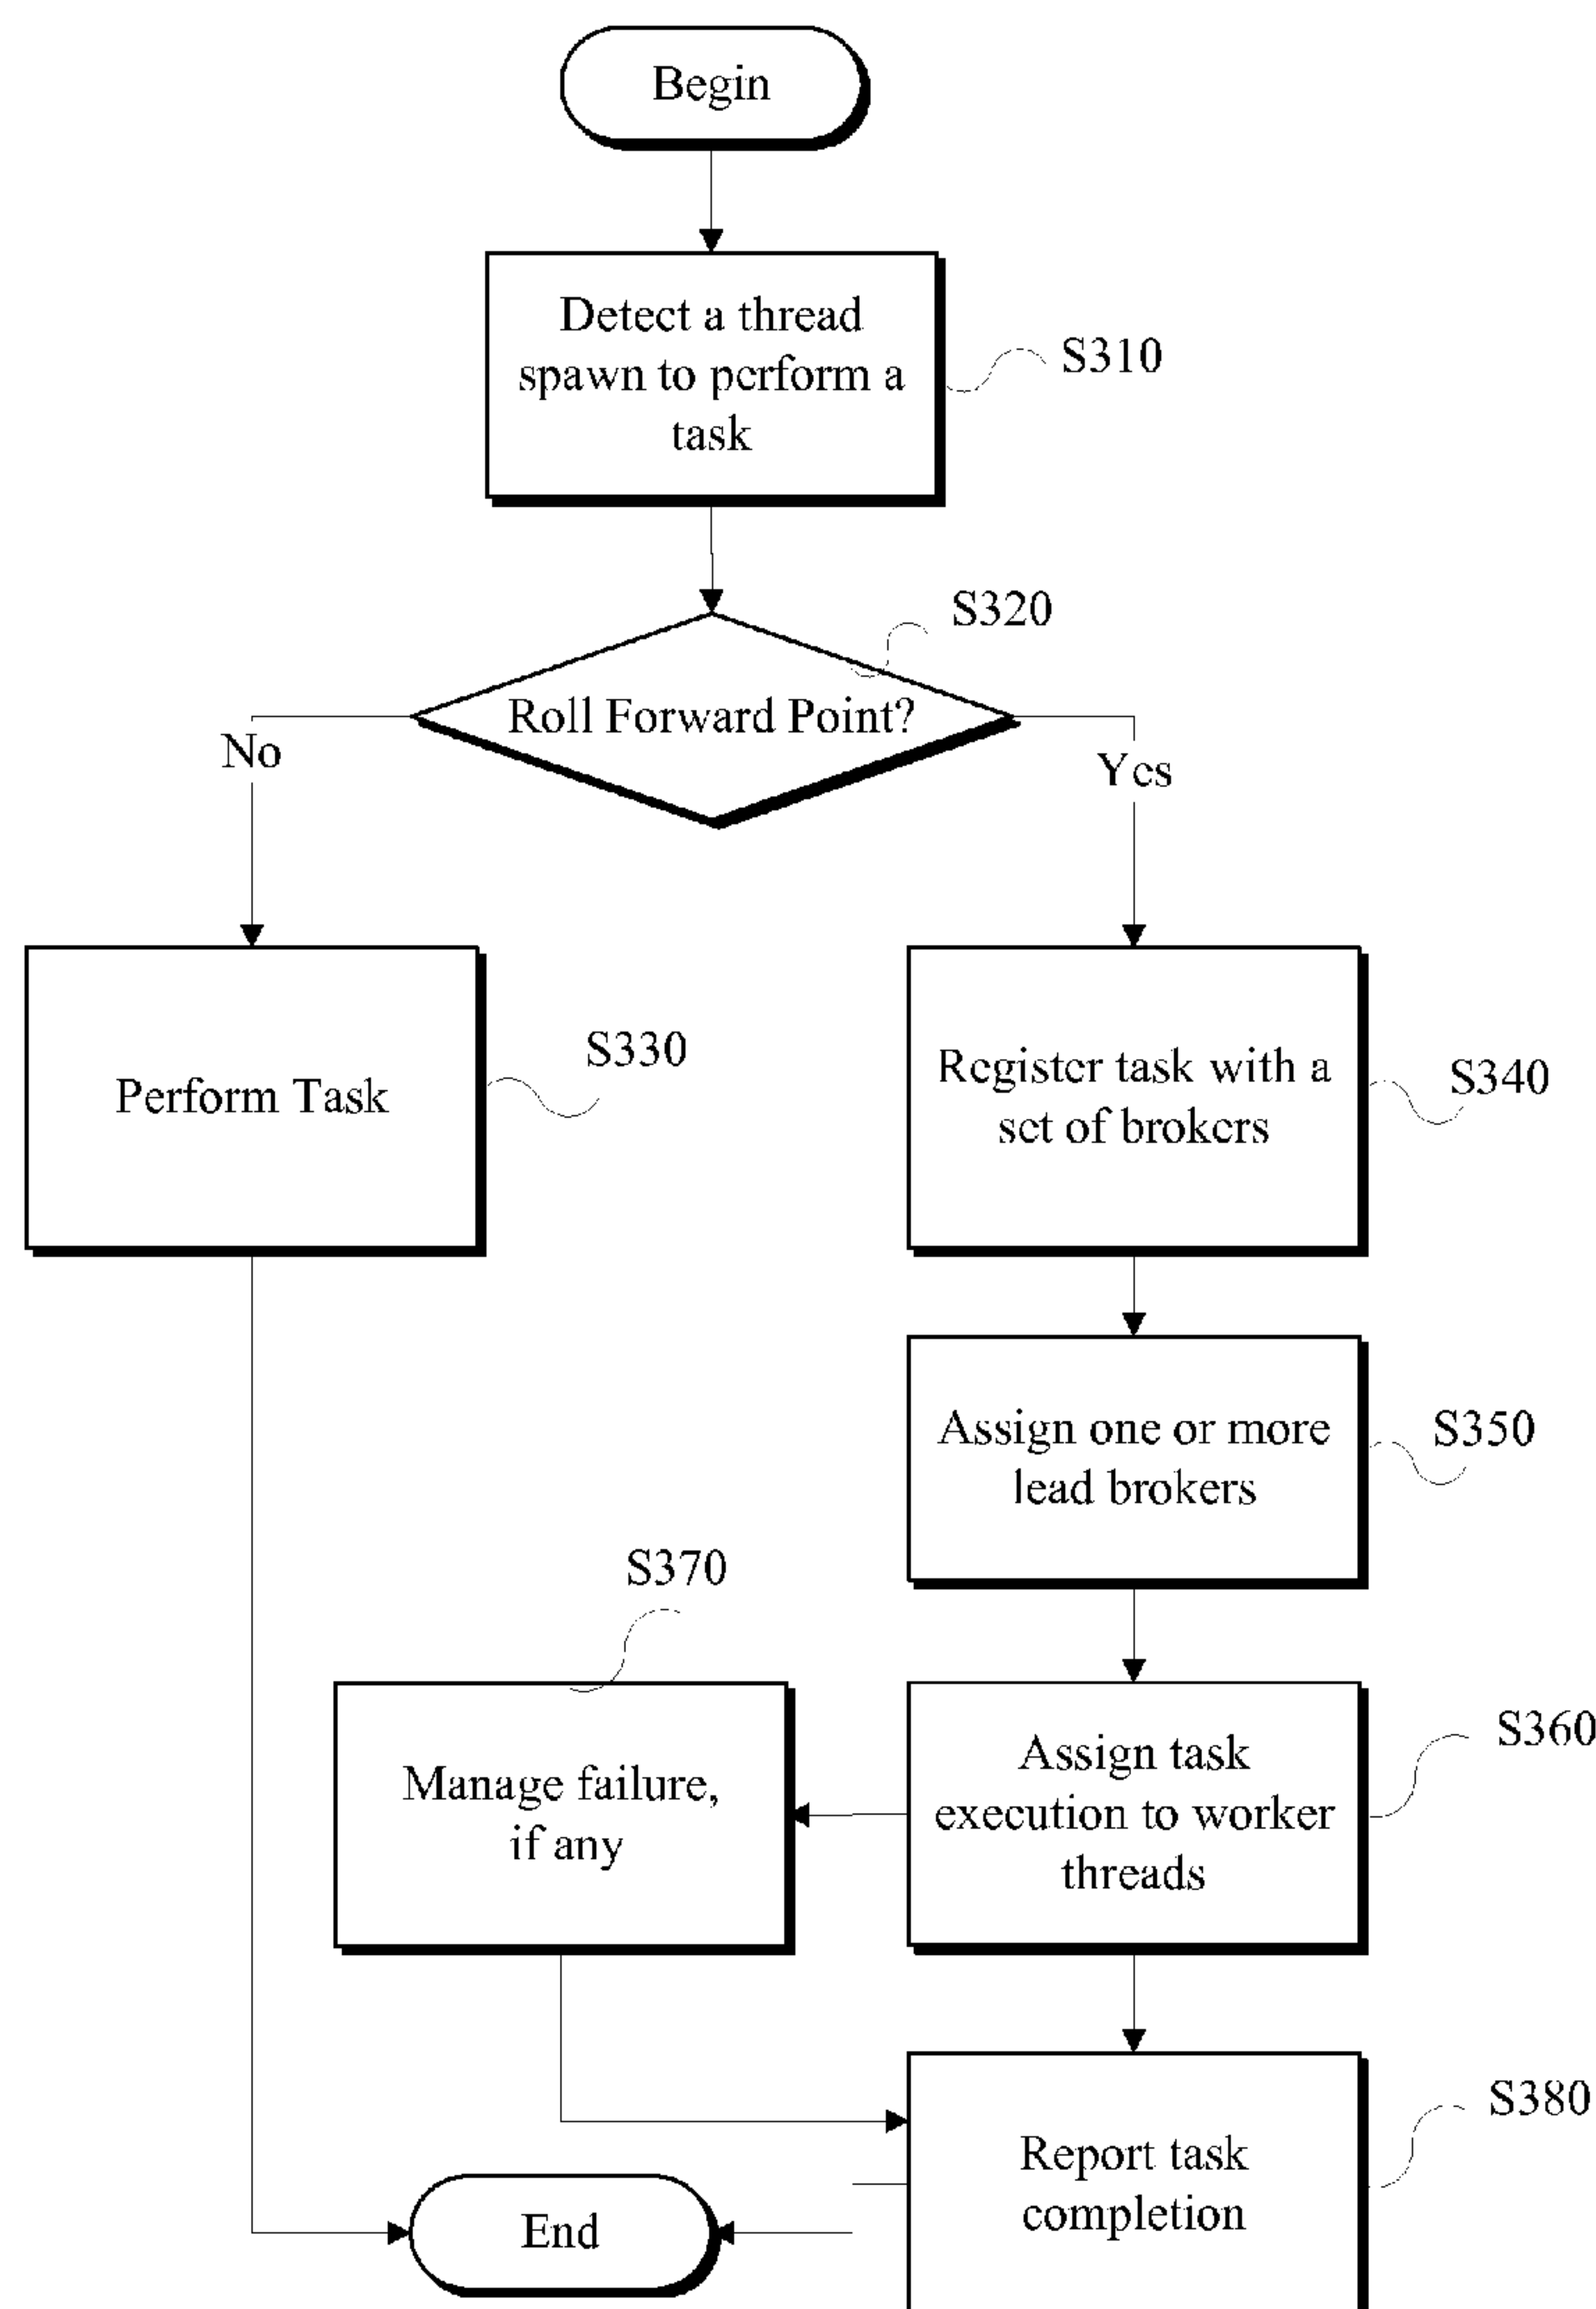 Begin
Detect a thread
spawn to perform a
task
S310
S320
Roll Forward Point?
No
Yes
Perform Task
S330
Register task with a
set of brokers
S340
Assign one or more
lead brokers
S350
S370
Manage failure,
if any
Assign task
execution to worker
threads
S360
Report task
completion
S380
End